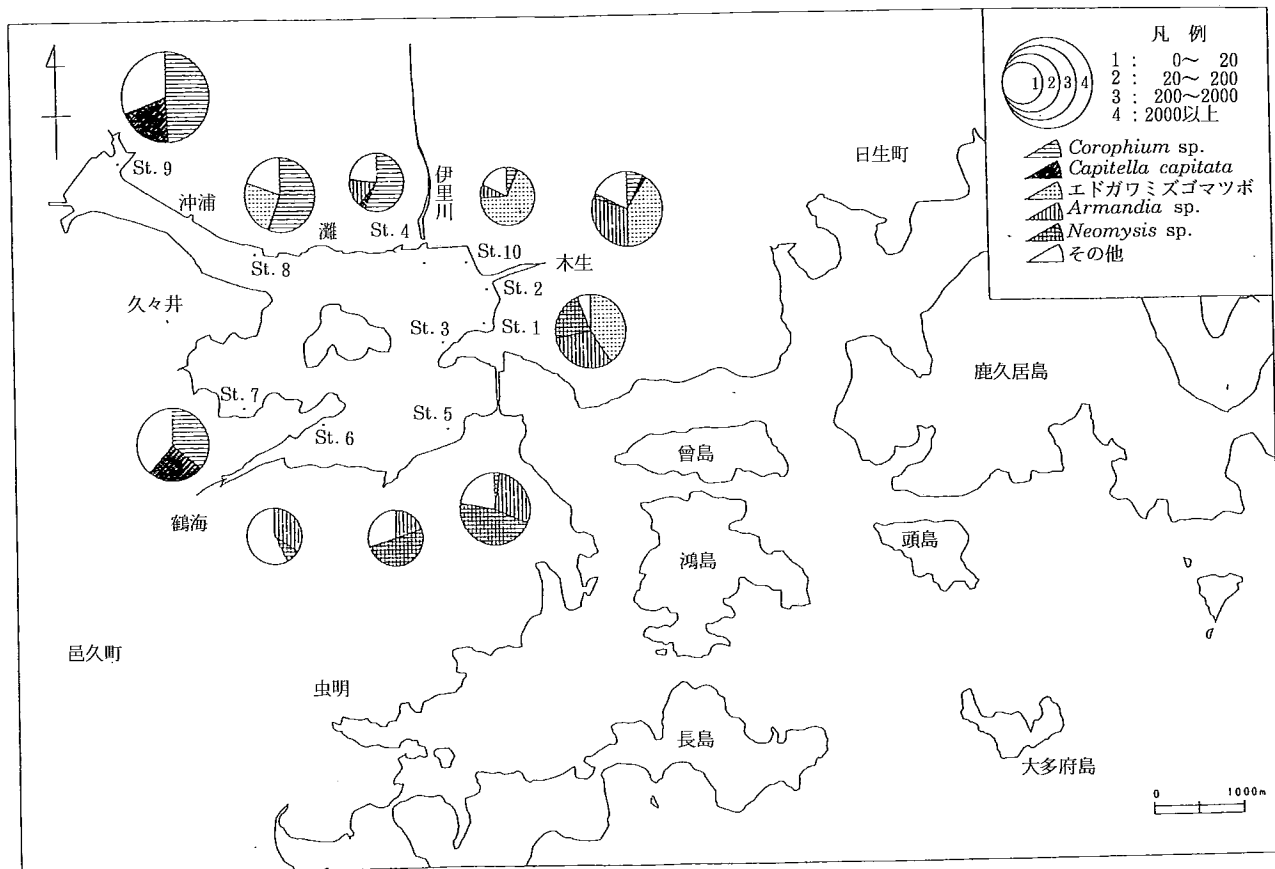 凡 例
1 : 0～ 20
2 : 20～ 200
3 : 200～2000
4 : 2000以上
1 2 3 4
Corophium sp.
Capitella capitata
エドガワミズゴマツボ
Armandia sp.
Neomysis sp.
その他
日生町
St. 9
沖浦
伊里川
灘
St. 4
St. 10
木生
St. 8
St. 2
久々井
St. 3
St. 1
鹿久居島
St. 7
St. 5
St. 6
曾島
鶴海
頭島
鴻島
邑久町
虫明
長島
大多府島
0 1000m